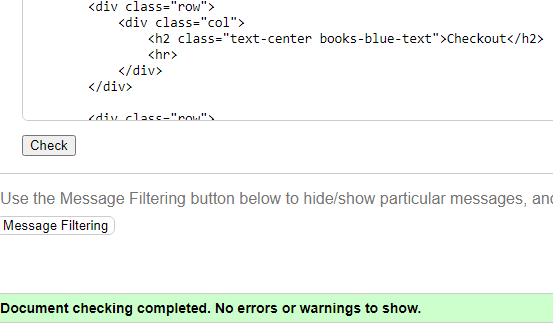 <div class="row">
<div class="col">
<h2 class="text-center books-blue-text">Checkout</h2>
<hr>
</div>
</div>
<div class="row">
Check
Use the Message Filtering button below to hide/show particular messages, and
Message Filtering
Document checking completed. No errors or warnings to show.